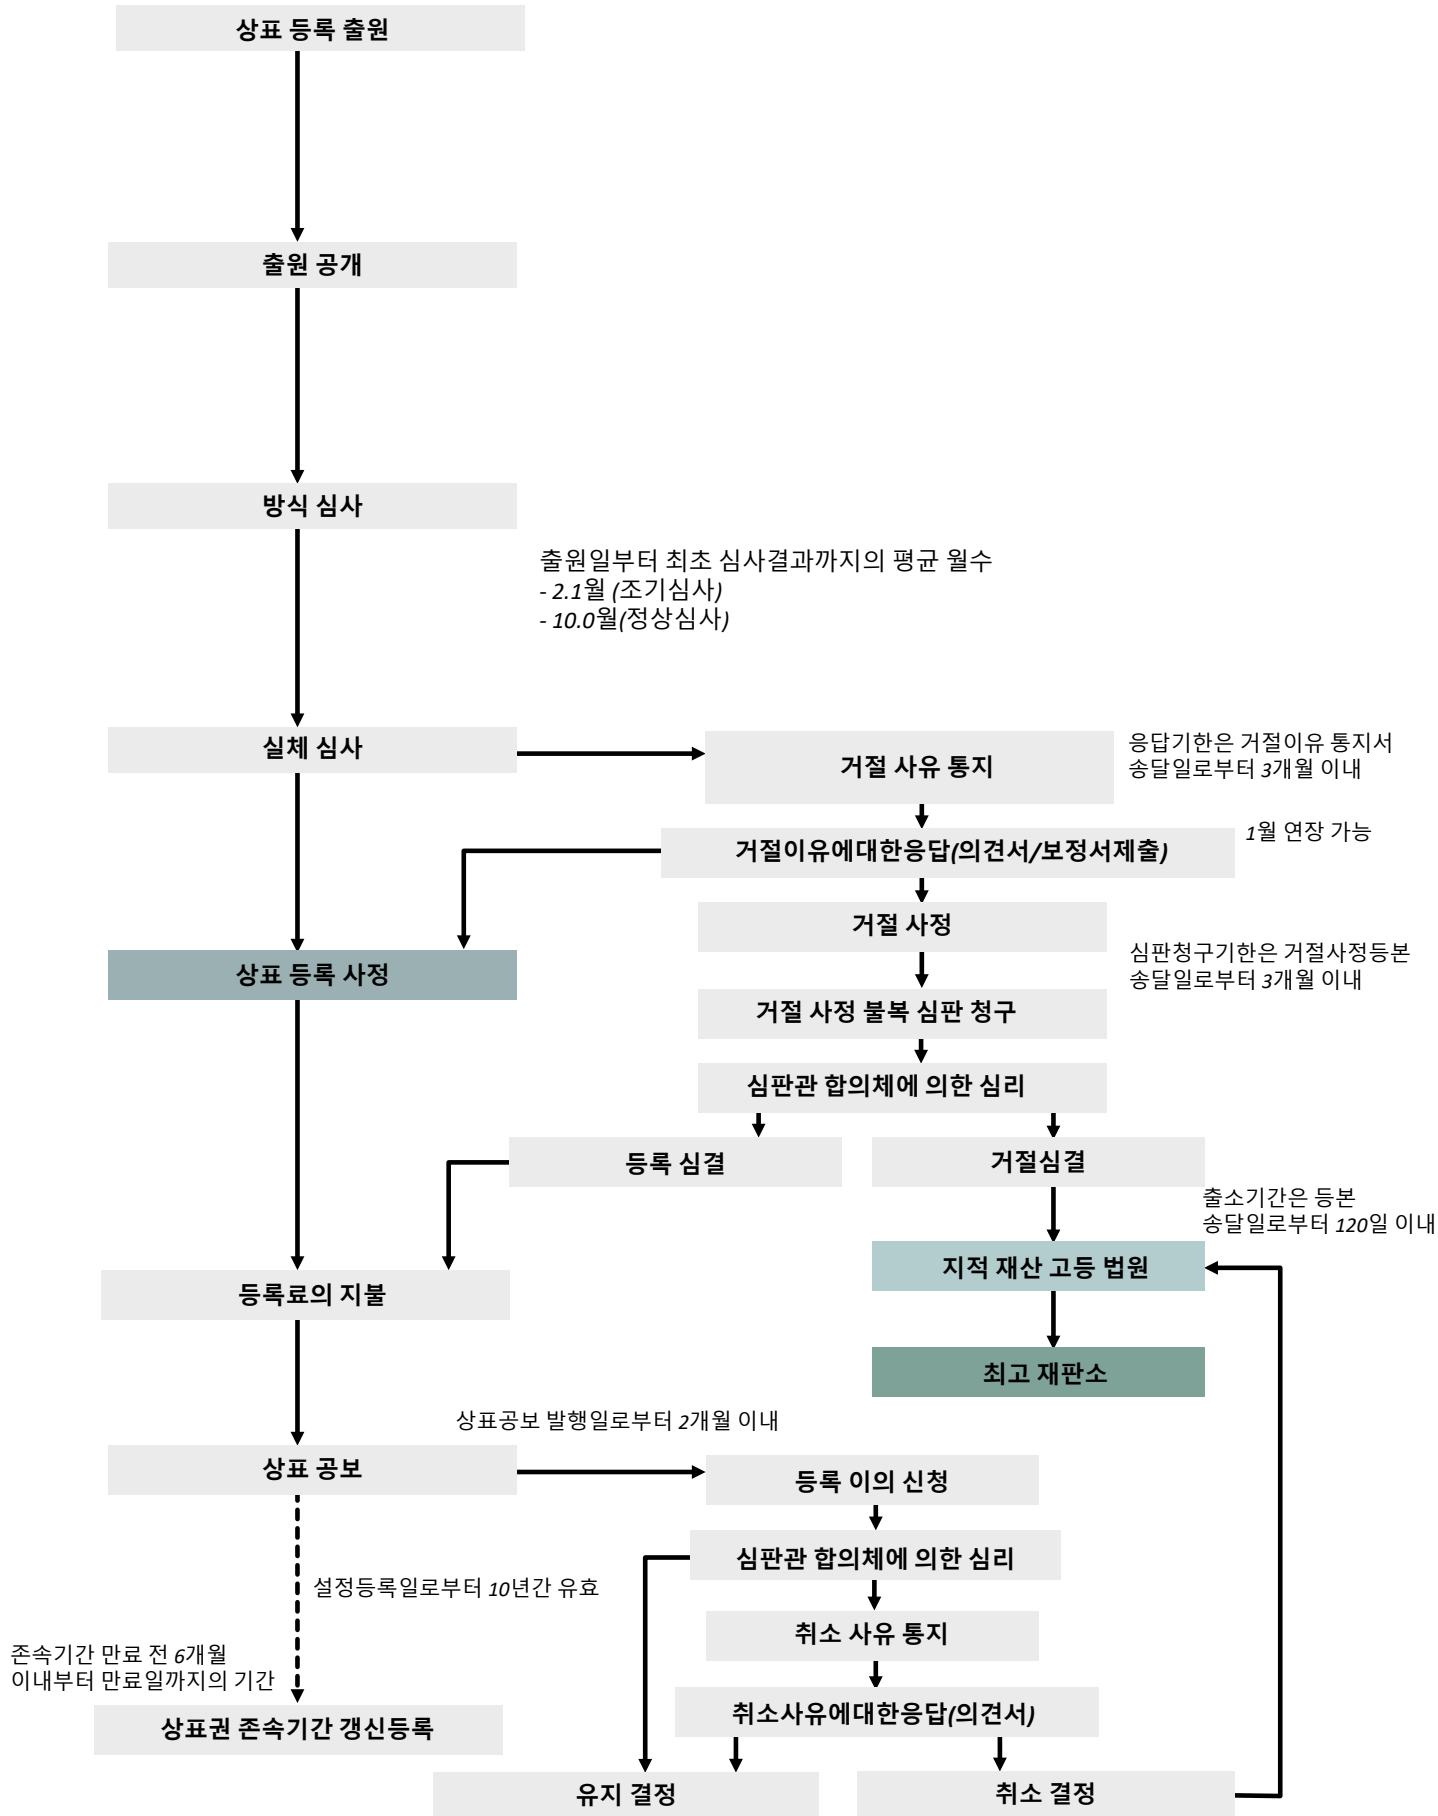 상표 등록 출원
출원 공개
방식 심사
출원일부터 최초 심사결과까지의 평균 월수
- 2.1월 (조기심사)
- 10.0월(정상심사)
실체 심사
거절 사유 통지
응답기한은 거절이유 통지서
송달일로부터 3개월 이내
거절이유에대한응답(의견서/보정서제출)
1월 연장 가능
거절 사정
상표 등록 사정
심판청구기한은 거절사정등본
송달일로부터 3개월 이내
거절 사정 불복 심판 청구
심판관 합의체에 의한 심리
등록 심결
거절심결
출소기간은 등본
송달일로부터 120일 이내
지적 재산 고등 법원
등록료의 지불
최고 재판소
상표공보 발행일로부터 2개월 이내
상표 공보
등록 이의 신청
심판관 합의체에 의한 심리
설정등록일로부터 10년간 유효
취소 사유 통지
존속기간 만료 전 6개월
이내부터 만료일까지의 기간
상표권 존속기간 갱신등록
취소사유에대한응답(의견서)
유지 결정
취소 결정